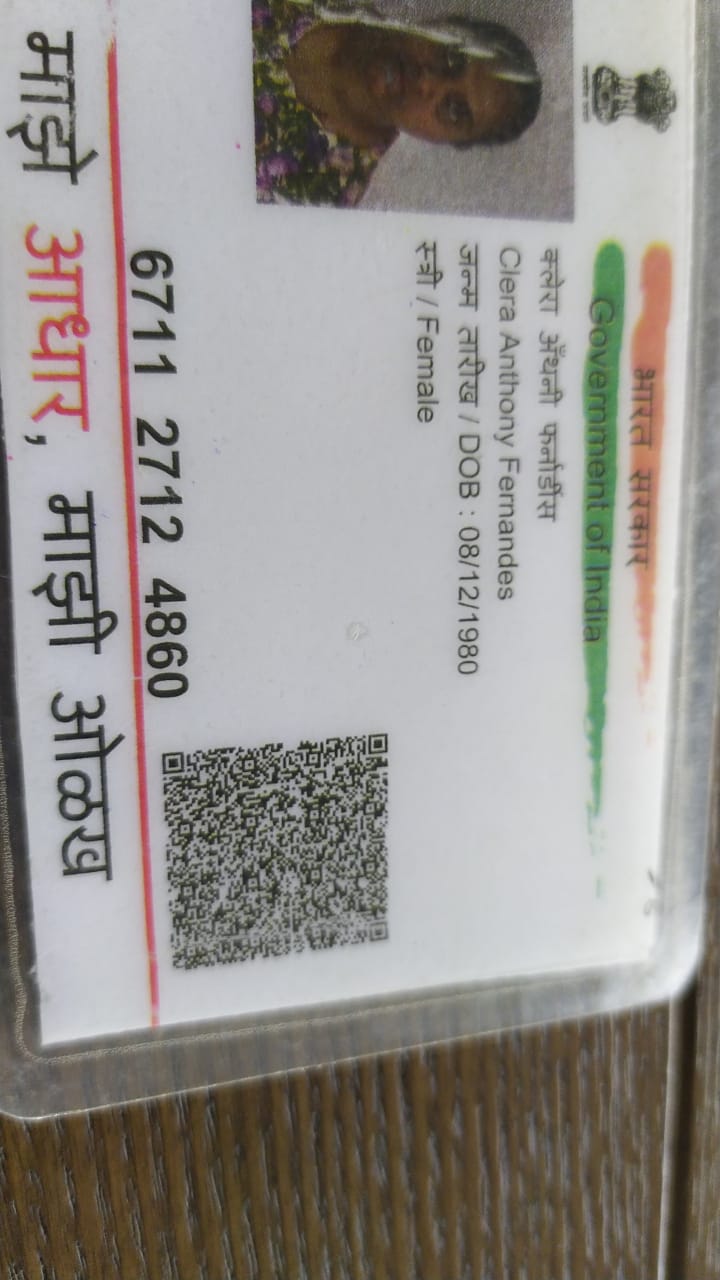 भारत सरकार
Government of India
क्लेरा अँथनी फर्नाडींस
Clera Anthony Fernandes
जन्म तारीख / DOB : 08/12/1980
स्त्री / Female
6711 2712 4860
माझे आधार, माझी ओळख